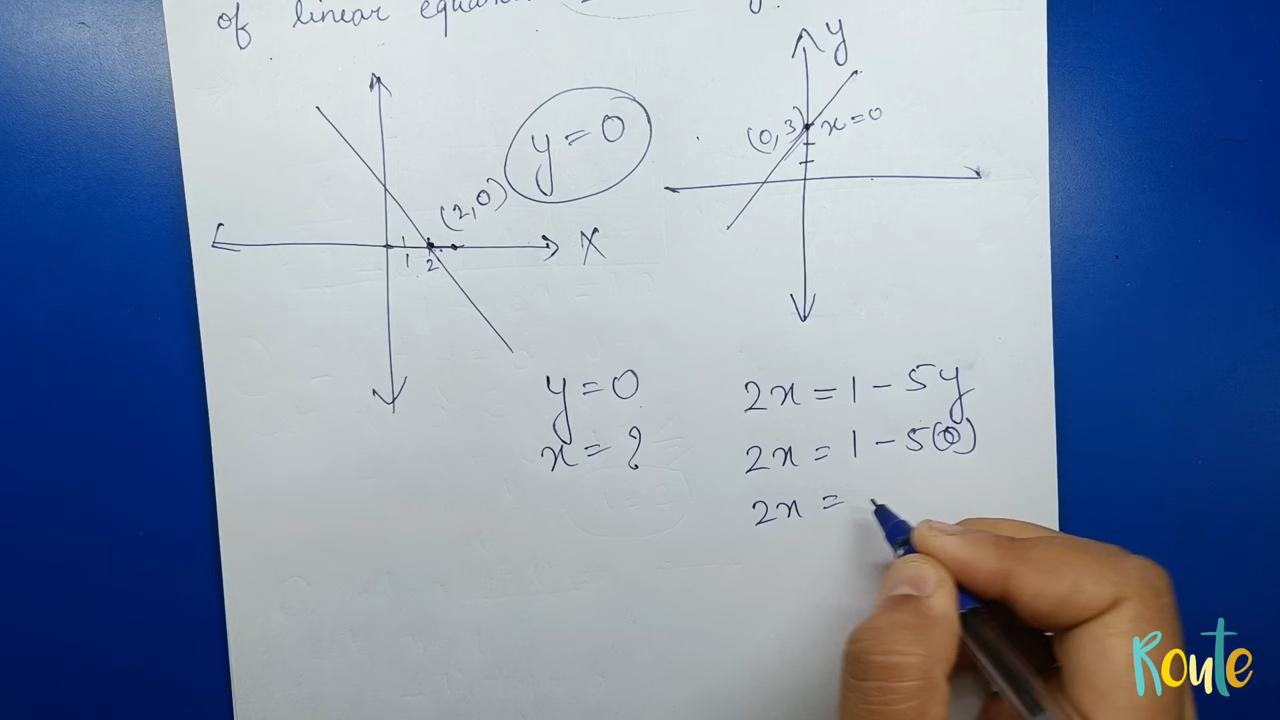 of linear
y = 0
(2,0)
X
1
2
y
(0,3)
x = 0
y = 0
x = ?
2x = 1 - 5y
2x = 1 - 5(0)
2x =
Route